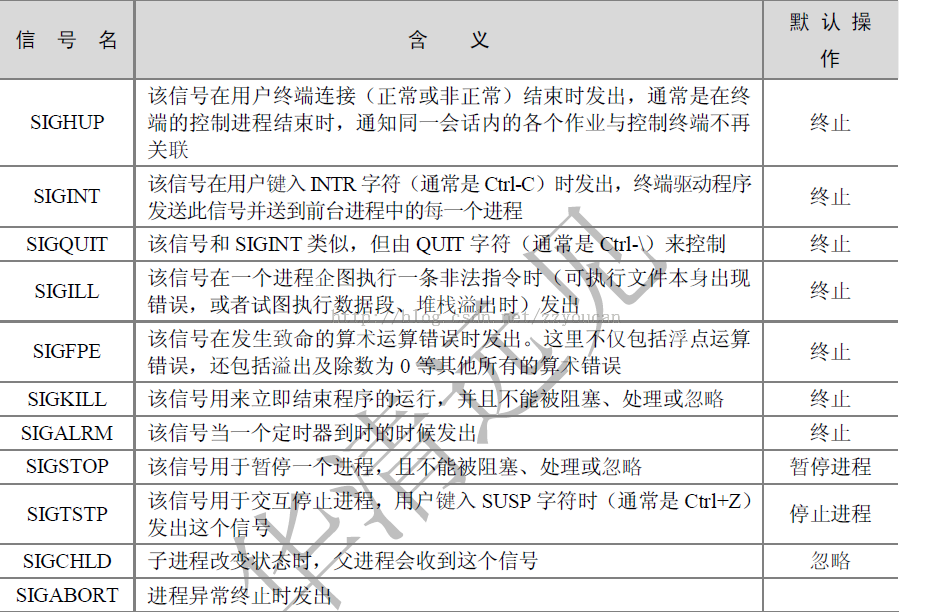 信 号 名 含 义 默 认 操
作
SIGHUP
该信号在用户终端连接（正常或非正常）结束时发出，通常是在终
端的控制进程结束时，通知同一会话内的各个作业与控制终端不再
关联
终止
SIGINT
该信号在用户键入 INTR 字符（通常是 Ctrl-C）时发出，终端驱动程序
发送此信号并送到前台进程中的每一个进程
终止
SIGQUIT 该信号和 SIGINT 类似，但由 QUIT 字符（通常是 Ctrl-\）来控制 终止
SIGILL
该信号在一个进程企图执行一条非法指令时（可执行文件本身出现
错误，或者试图执行数据段、堆栈溢出时）发出
终止
http://blog.csdn.net/zzyoucan
SIGFPE
该信号在发生致命的算术运算错误时发出。这里不仅包括浮点运算
错误，还包括溢出及除数为 0 等其他所有的算术错误
终止
SIGKILL 该信号用来立即结束程序的运行，并且不能被阻塞、处理或忽略 终止
SIGALRM 该信号当一个定时器到时的时候发出 终止
SIGSTOP 该信号用于暂停一个进程，且不能被阻塞、处理或忽略 暂停进程
SIGTSTP
该信号用于交互停止进程，用户键入 SUSP 字符时（通常是 Ctrl+Z）
发出这个信号
停止进程
SIGCHLD 子进程改变状态时，父进程会收到这个信号 忽略
SIGABORT 进程异常终止时发出
华清远见